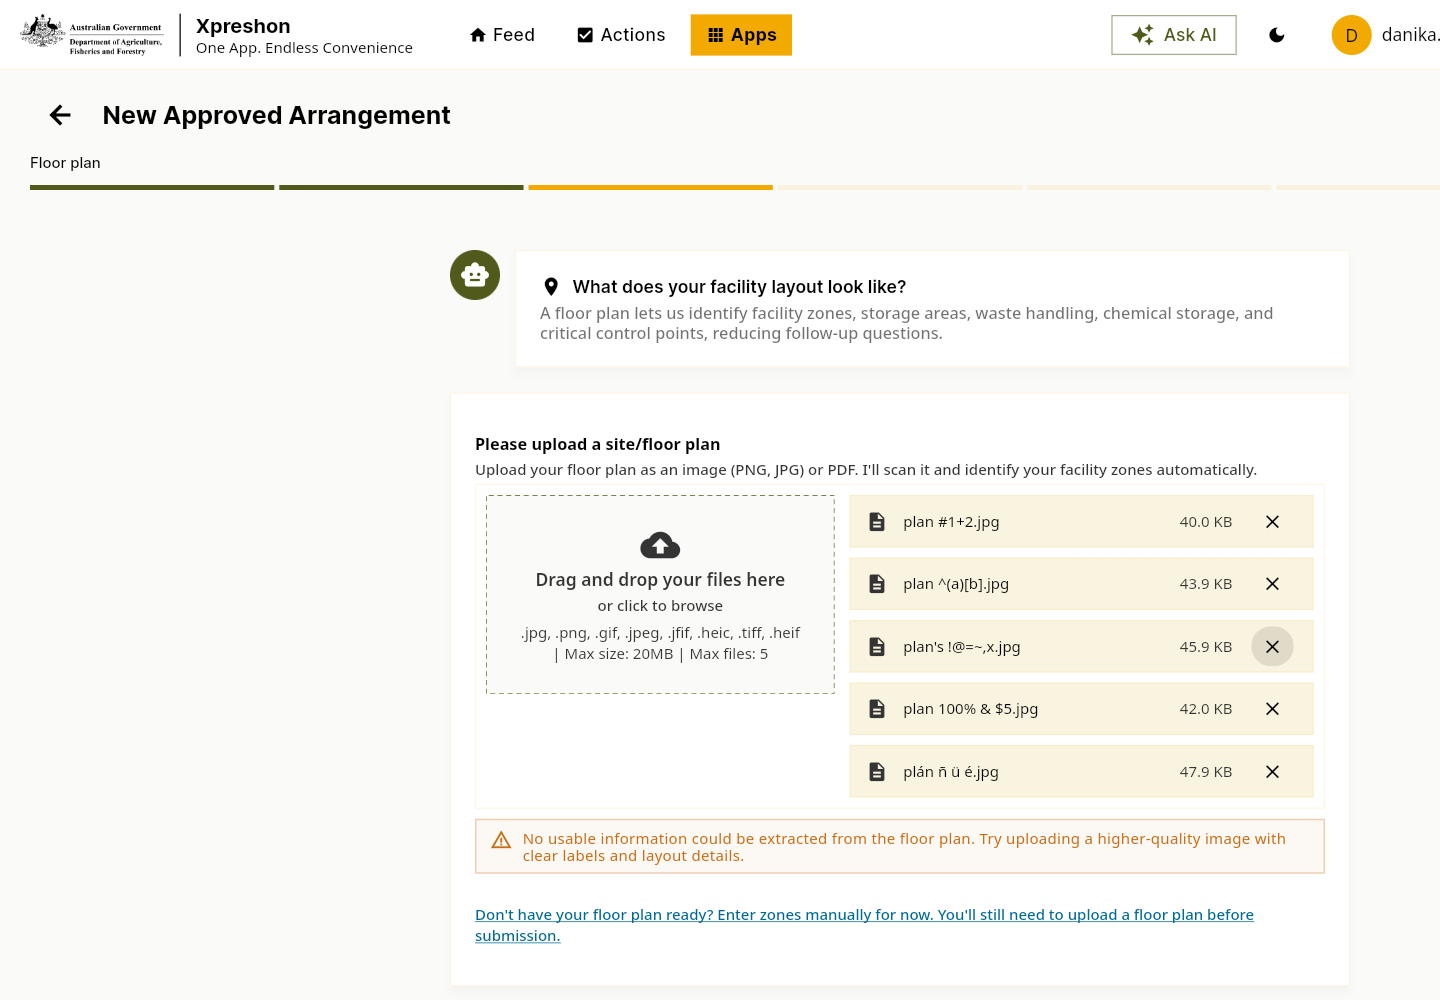 Australian Government
Department of Agriculture,
Fisheries and Forestry
Xpreshon
One App. Endless Convenience
Feed
Actions
Apps
Ask AI
D
danika.
New Approved Arrangement
Floor plan
What does your facility layout look like?
A floor plan lets us identify facility zones, storage areas, waste handling, chemical storage, and
critical control points, reducing follow-up questions.
Please upload a site/floor plan
Upload your floor plan as an image (PNG, JPG) or PDF. I'll scan it and identify your facility zones automatically.
Drag and drop your files here
or click to browse
.jpg, .png, .gif, .jpeg, .jfif, .heic, .tiff, .heif
| Max size: 20MB | Max files: 5
plan #1+2.jpg 40.0 KB
plan ^(a)[b].jpg 43.9 KB
plan's !@=~,x.jpg 45.9 KB
plan 100% & $5.jpg 42.0 KB
plán ñ ü é.jpg 47.9 KB
No usable information could be extracted from the floor plan. Try uploading a higher-quality image with
clear labels and layout details.
Don't have your floor plan ready? Enter zones manually for now. You'll still need to upload a floor plan before
submission.